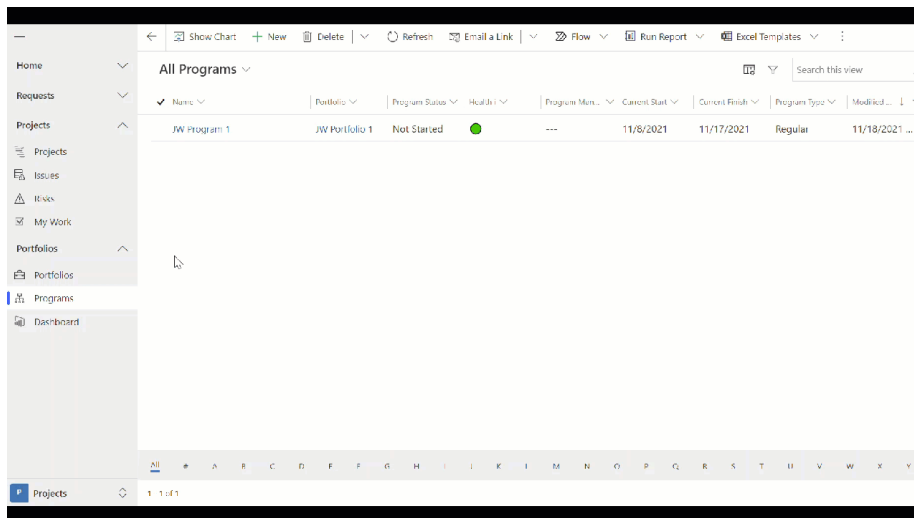 Show Chart New Delete Refresh Email a Link Flow Run Report Excel Templates
Home
All Programs
Search this view
Requests
Name Portfolio Program Status Health I Program Man... Current Start Current Finish Program Type Modified ...
Projects
JW Program 1 JW Portfolio 1 Not Started --- 11/8/2021 11/17/2021 Regular 11/18/2021 ...
Projects
Issues
Risks
My Work
Portfolios
Portfolios
Programs
Dashboard
All # A B C D E F G H I J K L M N O P Q R S T U V W X Y
P Projects
1 - 1 of 1